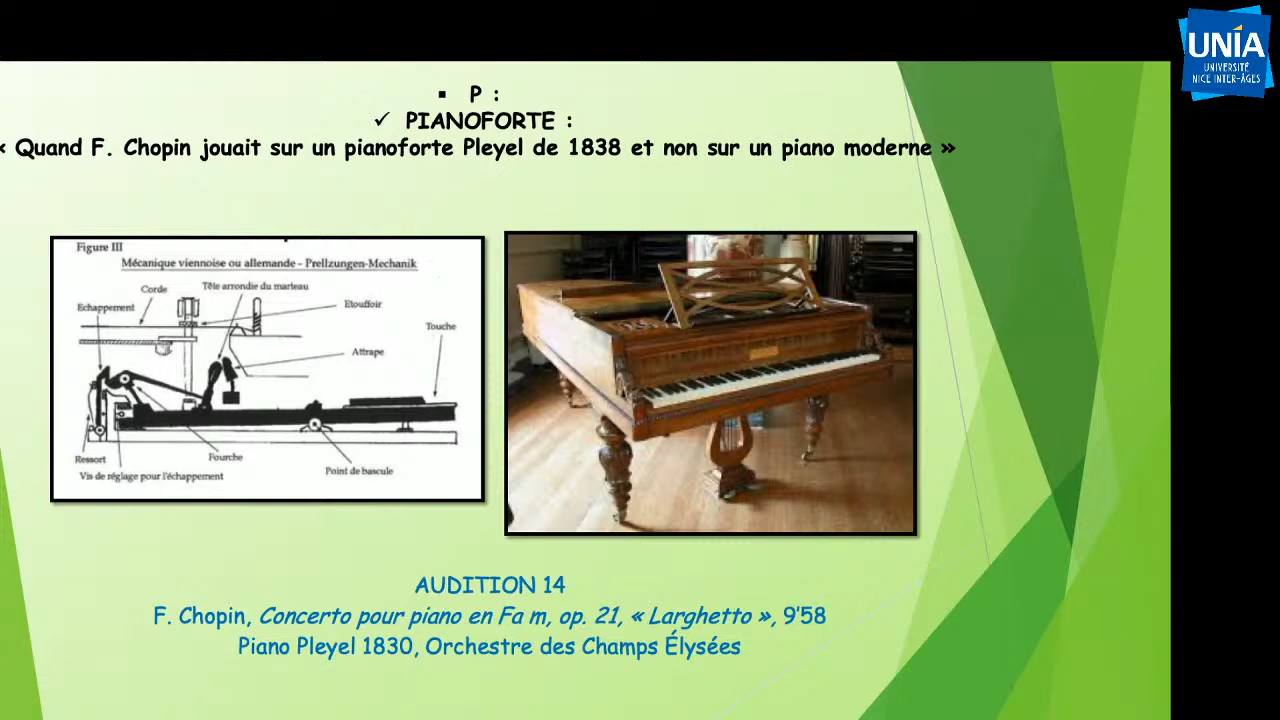 UNIA
UNIVERSITÉ
NICE INTER-ÂGES
▪ P :
✓ PIANOFORTE :
« Quand F. Chopin jouait sur un pianoforte Pleyel de 1838 et non sur un piano moderne »
Figure III
Mécanique viennoise ou allemande - Prellzungen-Mechanik
Corde
Tête arrondie du marteau
Echappement
Etouffoir
Touche
Attrape
Ressort
Fourche
Point de bascule
Vis de réglage pour l'échappement
AUDITION 14
F. Chopin, Concerto pour piano en Fa m, op. 21, « Larghetto », 9'58
Piano Pleyel 1830, Orchestre des Champs Élysées